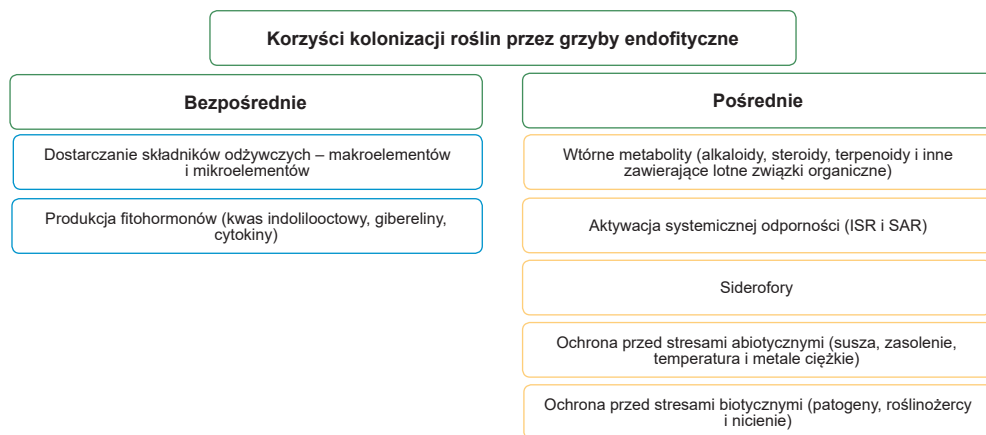 Korzyści kolonizacji roślin przez grzyby endofityczne
Bezpośrednie
Dostarczanie składników odżywczych – makroelementów
i mikroelementów
Produkcja fitohormonów (kwas indolilooctowy, gibereliny,
cytokiny)
Pośrednie
Wtórne metabolity (alkaloidy, steroidy, terpenoidy i inne
zawierające lotne związki organiczne)
Aktywacja systemicznej odporności (ISR i SAR)
Siderofory
Ochrona przed stresami abiotycznymi (susza, zasolenie,
temperatura i metale ciężkie)
Ochrona przed stresami biotycznymi (patogeny, roślinożercy
i nicienie)